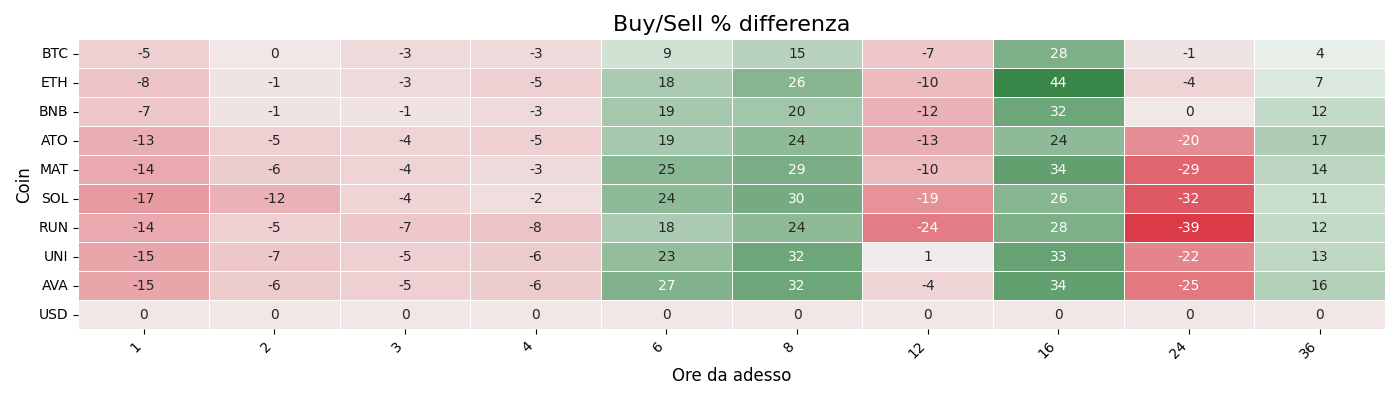 Buy/Sell % differenza
BTC -5 0 -3 -3 9 15 -7 28 -1 4
ETH -8 -1 -3 -5 18 26 -10 44 -4 7
BNB -7 -1 -1 -3 19 20 -12 32 0 12
ATO -13 -5 -4 -5 19 24 -13 24 -20 17
MAT -14 -6 -4 -3 25 29 -10 34 -29 14
SOL -17 -12 -4 -2 24 30 -19 26 -32 11
RUN -14 -5 -7 -8 18 24 -24 28 -39 12
UNI -15 -7 -5 -6 23 32 1 33 -22 13
AVA -15 -6 -5 -6 27 32 -4 34 -25 16
USD 0 0 0 0 0 0 0 0 0 0
Coin
1 2 3 4 6 8 12 16 24 36
Ore da adesso